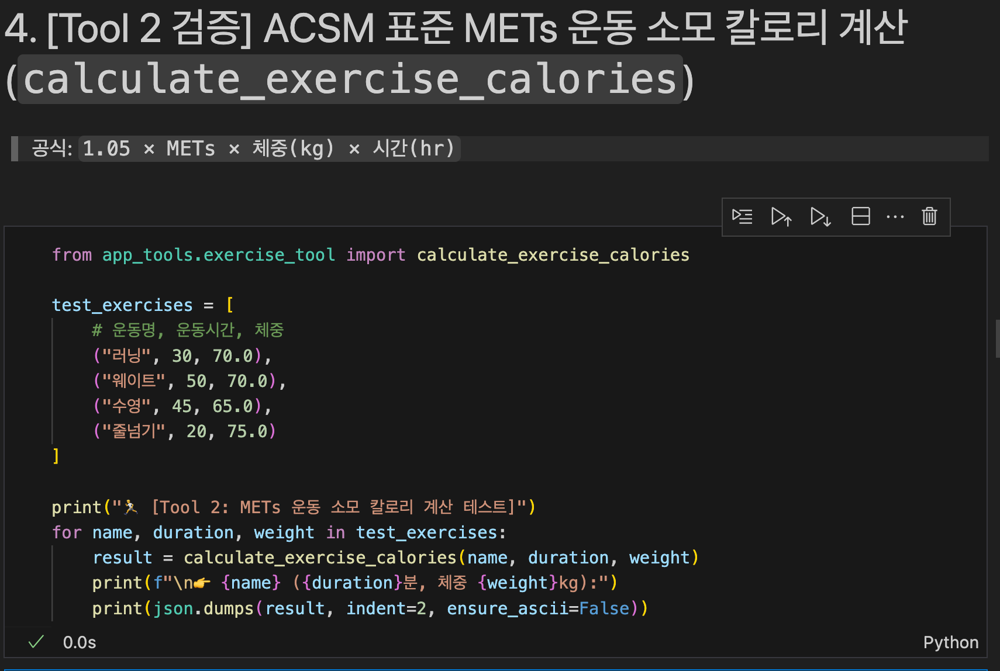 4. [Tool 2 검증] ACSM 표준 METs 운동 소모 칼로리 계산
(calculate_exercise_calories)
공식: 1.05 × METs × 체중(kg) × 시간(hr)
from app_tools.exercise_tool import calculate_exercise_calories
test_exercises = [
# 운동명, 운동시간, 체중
("러닝", 30, 70.0),
("웨이트", 50, 70.0),
("수영", 45, 65.0),
("줄넘기", 20, 75.0)
]
print("🏃 [Tool 2: METs 운동 소모 칼로리 계산 테스트]")
for name, duration, weight in test_exercises:
result = calculate_exercise_calories(name, duration, weight)
print(f"\n👉 {name} ({duration}분, 체중 {weight}kg):")
print(json.dumps(result, indent=2, ensure_ascii=False))
0.0s
Python